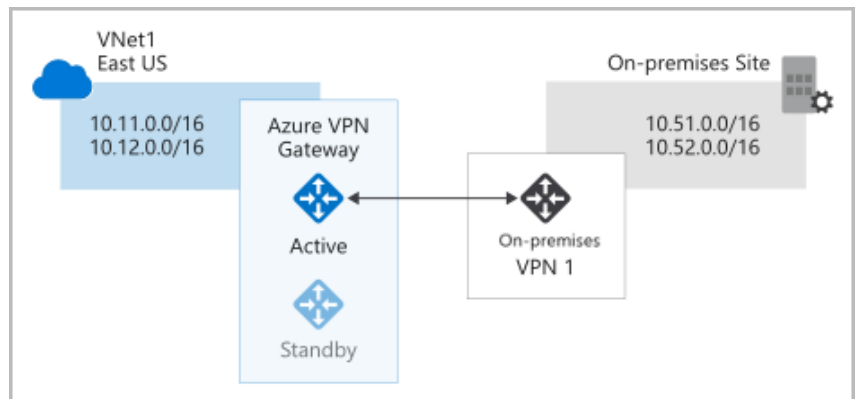 VNet1
East US
10.11.0.0/16
10.12.0.0/16
Azure VPN
Gateway
Active
Standby
On-premises Site
10.51.0.0/16
10.52.0.0/16
On-premises
VPN 1